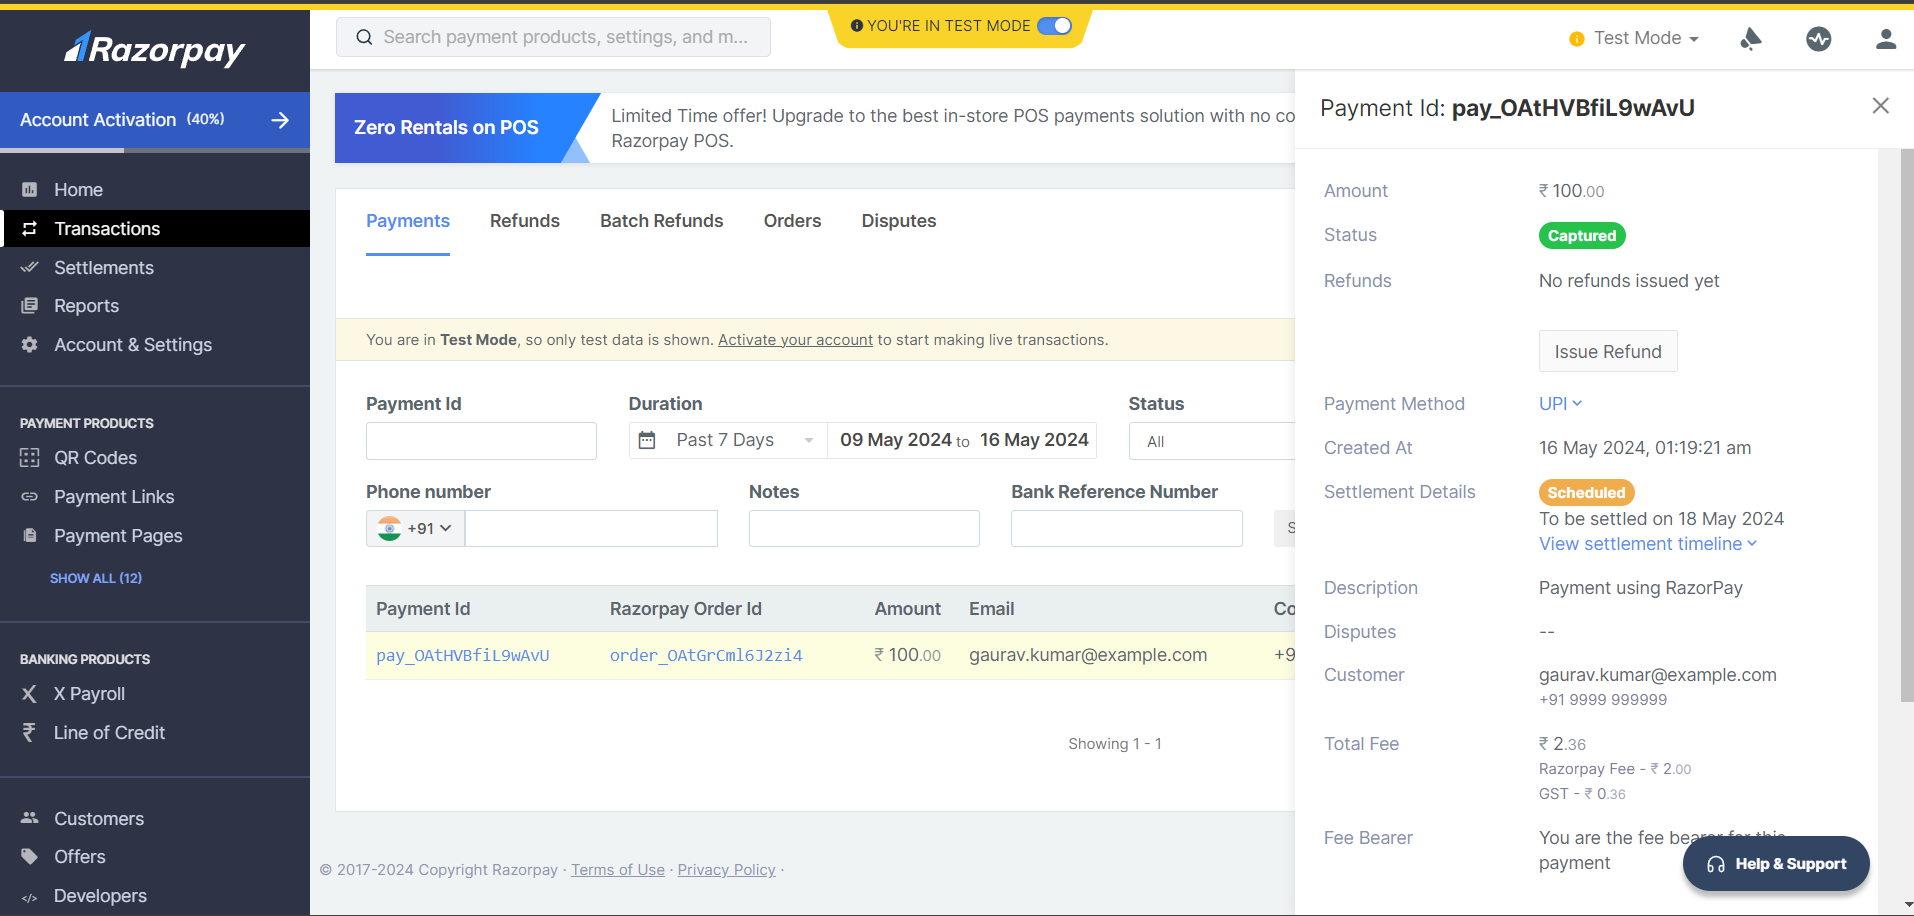 Razorpay
Account Activation (40%)
Home
Transactions
Settlements
Reports
Account & Settings
PAYMENT PRODUCTS
QR Codes
Payment Links
Payment Pages
SHOW ALL (12)
BANKING PRODUCTS
X Payroll
Line of Credit
Customers
Offers
Developers
Search payment products, settings, and m...
YOU'RE IN TEST MODE
Test Mode
Zero Rentals on POS
Limited Time offer! Upgrade to the best in-store POS payments solution with no co
Razorpay POS.
Payments Refunds Batch Refunds Orders Disputes
You are in Test Mode, so only test data is shown. Activate your account to start making live transactions.
Payment Id Duration Status
Past 7 Days 09 May 2024 to 16 May 2024 All
Phone number Notes Bank Reference Number
+91 S
Payment Id Razorpay Order Id Amount Email Co
pay_OAtHVBfiL9wAvU order_OAtGrCml6J2zi4 ₹ 100.00 gaurav.kumar@example.com +9
Showing 1 - 1
© 2017-2024 Copyright Razorpay · Terms of Use · Privacy Policy ·
Payment Id: pay_OAtHVBfiL9wAvU
Amount ₹ 100.00
Status Captured
Refunds No refunds issued yet
Issue Refund
Payment Method UPI
Created At 16 May 2024, 01:19:21 am
Settlement Details Scheduled
To be settled on 18 May 2024
View settlement timeline
Description Payment using RazorPay
Disputes --
Customer gaurav.kumar@example.com
+91 9999 999999
Total Fee ₹ 2.36
Razorpay Fee - ₹ 2.00
GST - ₹ 0.36
Fee Bearer You are the fee bearer for this
payment
Help & Support